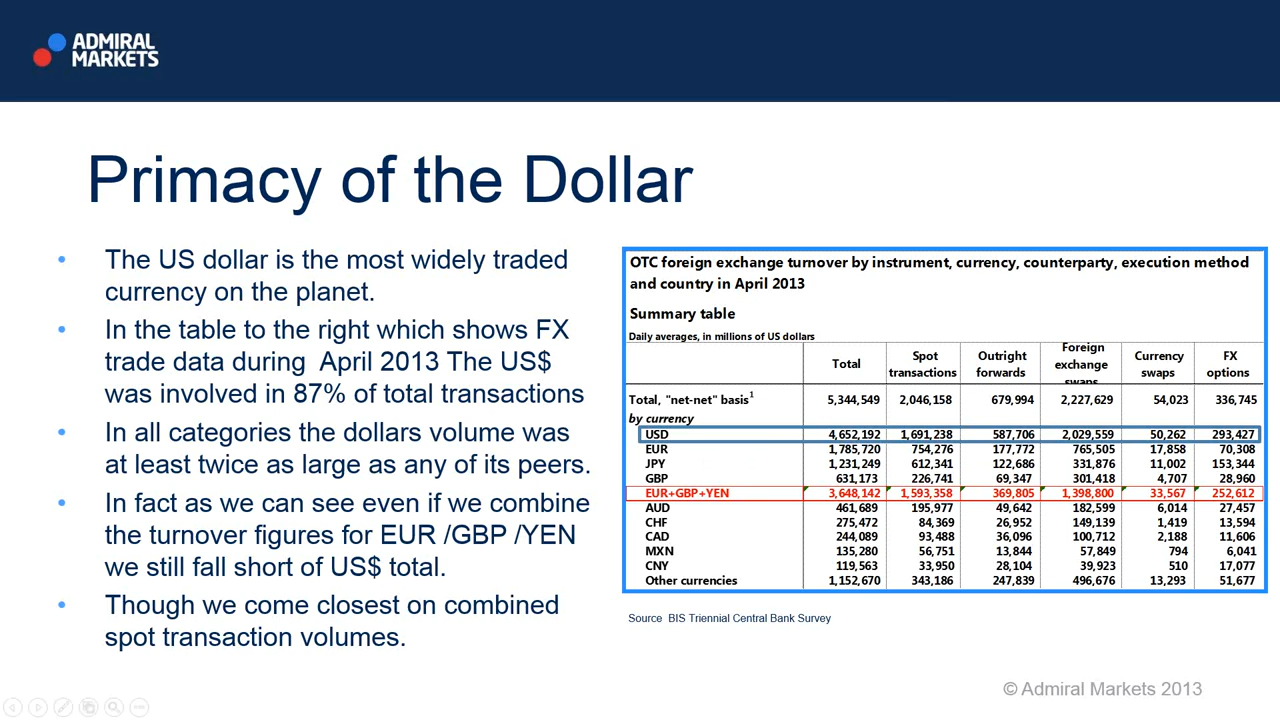 ADMIRAL
MARKETS
Primacy of the Dollar
• The US dollar is the most widely traded
currency on the planet.
• In the table to the right which shows FX
trade data during April 2013 The US$
was involved in 87% of total transactions
• In all categories the dollars volume was
at least twice as large as any of its peers.
• In fact as we can see even if we combine
the turnover figures for EUR /GBP /YEN
we still fall short of US$ total.
• Though we come closest on combined
spot transaction volumes.
OTC foreign exchange turnover by instrument, currency, counterparty, execution method
and country in April 2013
Summary table
Daily averages, in millions of US dollars
Total Spot transactions Outright forwards Foreign exchange swaps Currency swaps FX options
Total, "net-net" basis1 5,344,549 2,046,158 679,994 2,227,629 54,023 336,745
by currency
USD 4,652,192 1,691,238 587,706 2,029,559 50,262 293,427
EUR 1,785,720 754,276 177,772 765,505 17,858 70,308
JPY 1,231,249 612,341 122,686 331,876 11,002 153,344
GBP 631,173 226,741 69,347 301,418 4,707 28,960
EUR+GBP+YEN 3,648,142 1,593,358 369,805 1,398,800 33,567 252,612
AUD 461,689 195,977 49,642 182,599 6,014 27,457
CHF 275,472 84,369 26,952 149,139 1,419 13,594
CAD 244,089 93,488 36,096 100,712 2,188 11,606
MXN 135,280 56,751 13,844 57,849 794 6,041
CNY 119,563 33,950 28,104 39,923 510 17,077
Other currencies 1,152,670 343,186 247,839 496,676 13,293 51,677
Source BIS Triennial Central Bank Survey
© Admiral Markets 2013